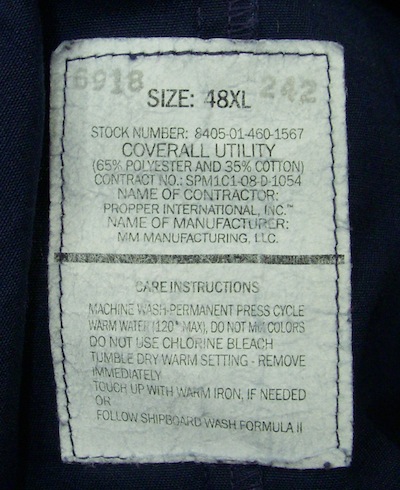 6918 242
SIZE: 48XL
STOCK NUMBER: 8405-01-460-1567
COVERALL UTILITY
(65% POLYESTER AND 35% COTTON)
CONTRACT NO.: SPM1C1-08-D-1054
NAME OF CONTRACTOR:
PROPPER INTERNATIONAL, INC.™
NAME OF MANUFACTURER:
MM MANUFACTURING, LLC.
CARE INSTRUCTIONS
MACHINE WASH-PERMANENT PRESS CYCLE
WARM WATER (120° MAX), DO NOT MIX COLORS
DO NOT USE CHLORINE BLEACH
TUMBLE DRY WARM SETTING - REMOVE
IMMEDIATELY
TOUCH UP WITH WARM IRON, IF NEEDED
OR
FOLLOW SHIPBOARD WASH FORMULA II